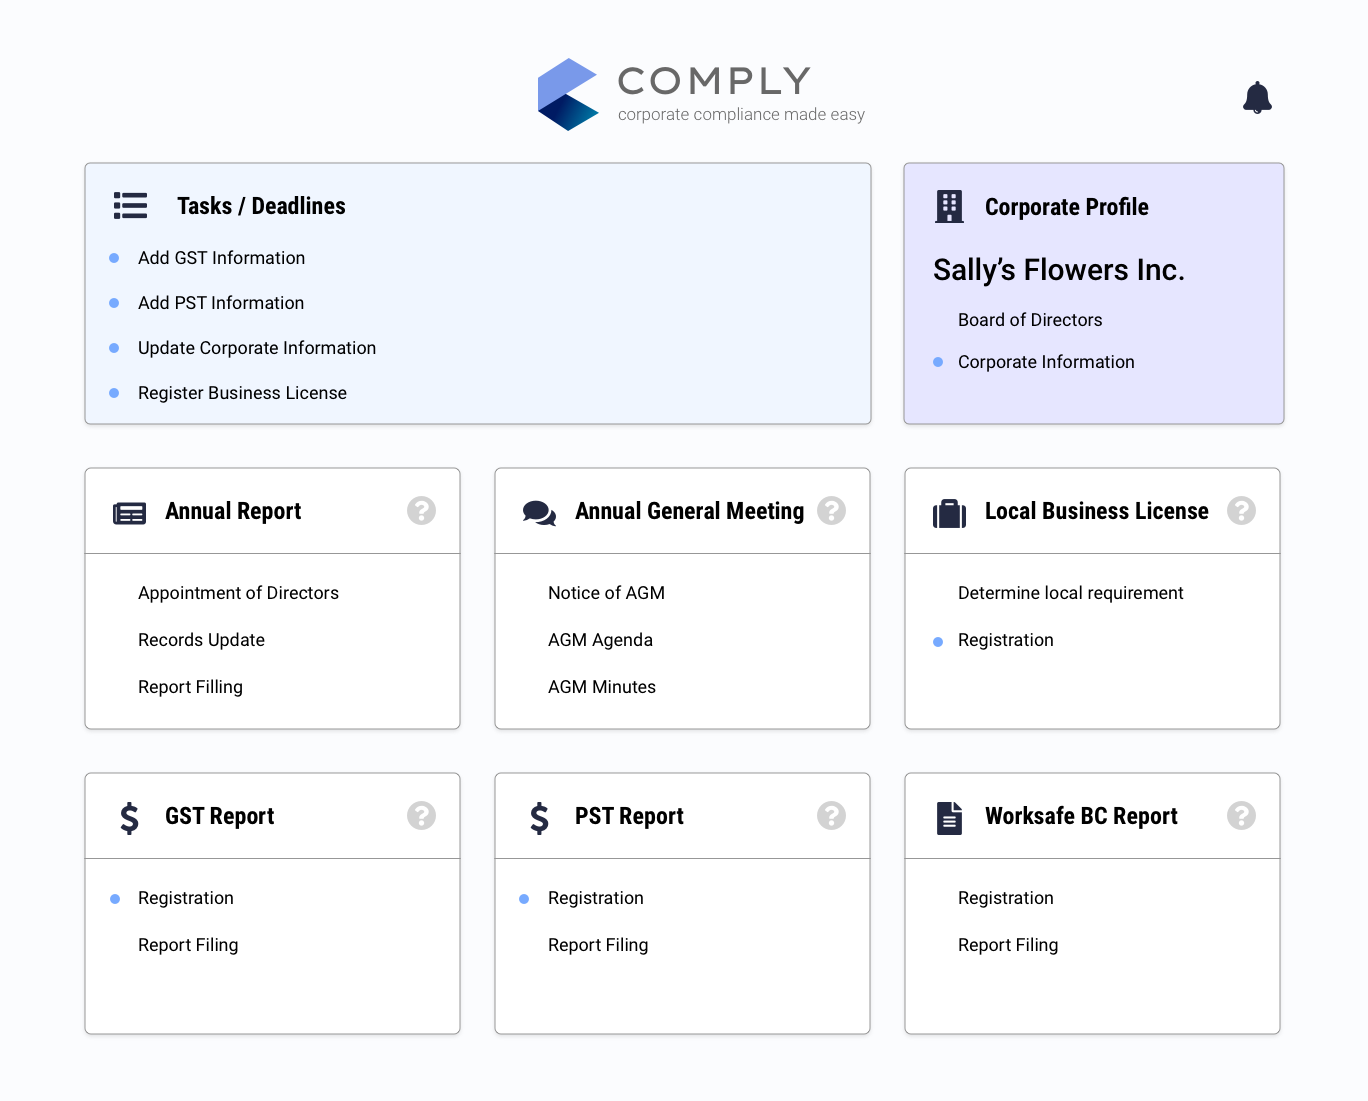 COMPLY
corporate compliance made easy
Tasks / Deadlines
Add GST Information
Add PST Information
Update Corporate Information
Register Business License
Corporate Profile
Sally’s Flowers Inc.
Board of Directors
Corporate Information
Annual Report
?
Appointment of Directors
Records Update
Report Filling
Annual General Meeting
?
Notice of AGM
AGM Agenda
AGM Minutes
Local Business License
?
Determine local requirement
Registration
$
GST Report
?
Registration
Report Filing
$
PST Report
?
Registration
Report Filing
Worksafe BC Report
?
Registration
Report Filing